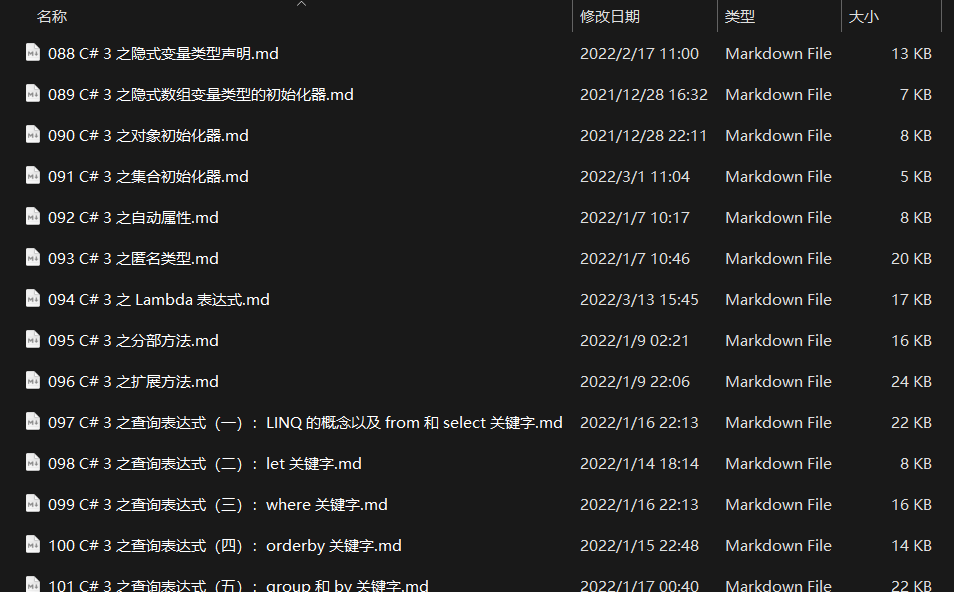 名称 修改日期 类型 大小
088 C# 3 之隐式变量类型声明.md 2022/2/17 11:00 Markdown File 13 KB
089 C# 3 之隐式数组变量类型的初始化器.md 2021/12/28 16:32 Markdown File 7 KB
090 C# 3 之对象初始化器.md 2021/12/28 22:11 Markdown File 8 KB
091 C# 3 之集合初始化器.md 2022/3/1 11:04 Markdown File 5 KB
092 C# 3 之自动属性.md 2022/1/7 10:17 Markdown File 8 KB
093 C# 3 之匿名类型.md 2022/1/7 10:46 Markdown File 20 KB
094 C# 3 之 Lambda 表达式.md 2022/3/13 15:45 Markdown File 17 KB
095 C# 3 之分部方法.md 2022/1/9 02:21 Markdown File 16 KB
096 C# 3 之扩展方法.md 2022/1/9 22:06 Markdown File 24 KB
097 C# 3 之查询表达式（一）：LINQ 的概念以及 from 和 select 关键字.md 2022/1/16 22:13 Markdown File 22 KB
098 C# 3 之查询表达式（二）：let 关键字.md 2022/1/14 18:14 Markdown File 8 KB
099 C# 3 之查询表达式（三）：where 关键字.md 2022/1/16 22:13 Markdown File 16 KB
100 C# 3 之查询表达式（四）：orderby 关键字.md 2022/1/15 22:48 Markdown File 14 KB
101 C# 3 之查询表达式（五）：group 和 by 关键字.md 2022/1/17 00:40 Markdown File 22 KB